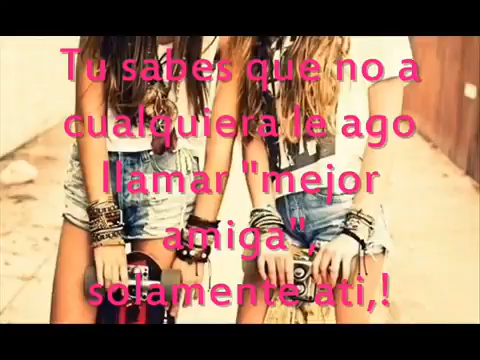 Tu sabes que no a
cualquiera le ago
llamar "mejor
amiga",
solamente ati,!